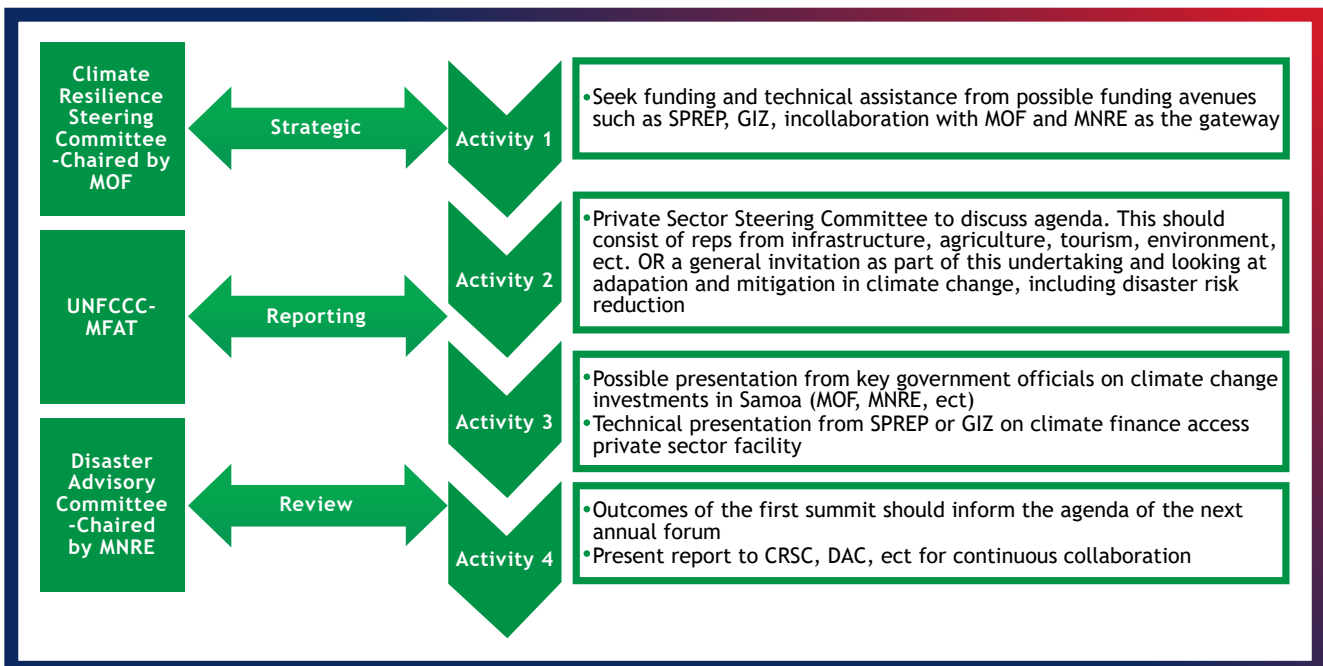 Climate
Resilience
Steering
Committee
-Chaired by
MOF
Strategic
Activity 1
•Seek funding and technical assistance from possible funding avenues
such as SPREP, GIZ, incollaboration with MOF and MNRE as the gateway
UNFCCC-
MFAT
Reporting
Activity 2
•Private Sector Steering Committee to discuss agenda. This should
consist of reps from infrastructure, agriculture, tourism, environment,
ect. OR a general invitation as part of this undertaking and looking at
adapation and mitigation in climate change, including disaster risk
reduction
Activity 3
•Possible presentation from key government officials on climate change
investments in Samoa (MOF, MNRE, ect)
•Technical presentation from SPREP or GIZ on climate finance access
private sector facility
Disaster
Advisory
Committee
-Chaired
by MNRE
Review
Activity 4
•Outcomes of the first summit should inform the agenda of the next
annual forum
•Present report to CRSC, DAC, ect for continuous collaboration